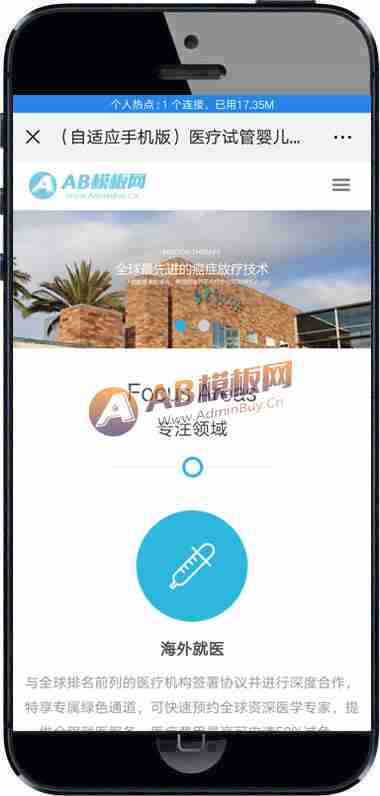 个人热点：1 个连接，已用17.35M
（自适应手机版）医疗试管婴儿...
AB模板网
www.AdminBuy.Cn
全球最先进的癌症放疗技术
Focus Areas
AB模板网
www.AdminBuy.Cn
专注领域
海外就医
与全球排名前列的医疗机构签署协议并进行深度合作，
特享专属绿色通道，可快速预约全球资深医学专家，提